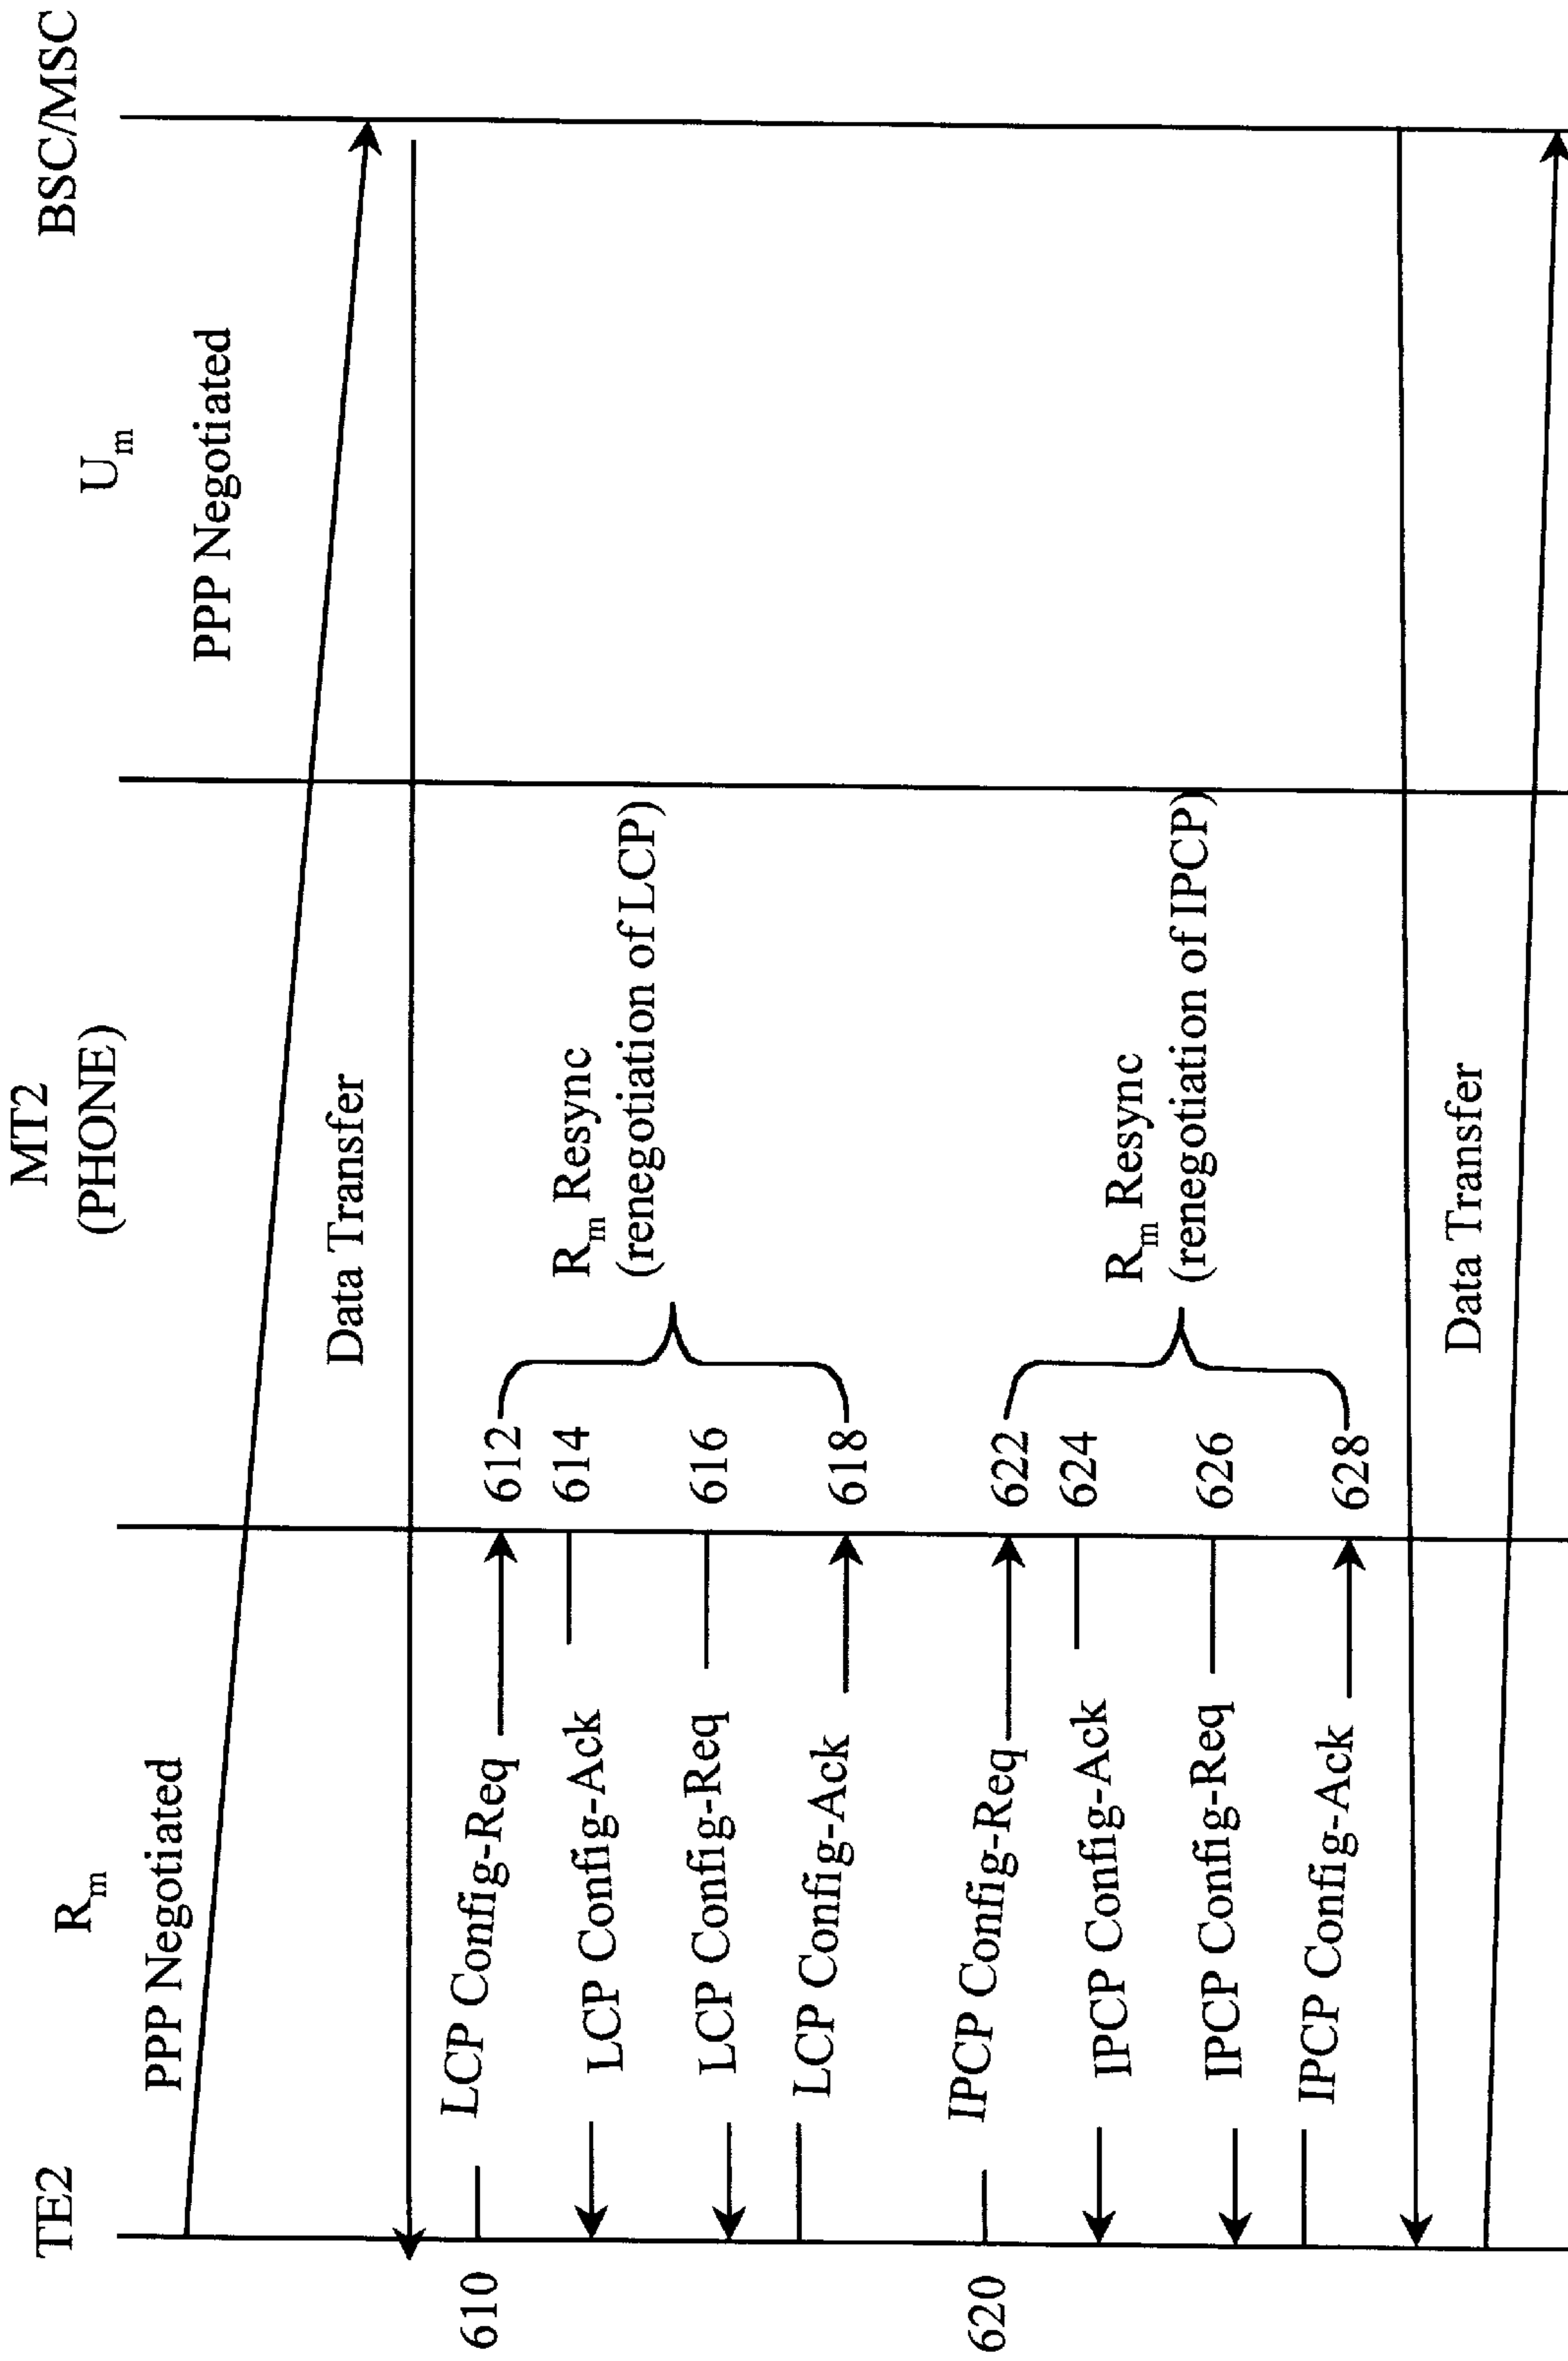 TE2
R_m
MT2
(PHONE)
U_m
BSC/MSC
PPP Negotiated
PPP Negotiated
Data Transfer
610
LCP Config-Req
612
LCP Config-Ack
614
R_m Resync
(renegotiation of LCP)
LCP Config-Req
616
LCP Config-Ack
618
620
IPCP Config-Req
622
IPCP Config-Ack
624
R_m Resync
(renegotiation of IPCP)
IPCP Config-Req
626
IPCP Config-Ack
628
Data Transfer